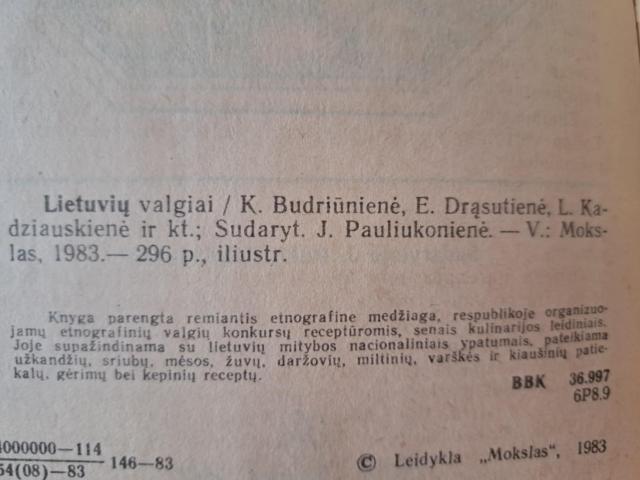 Lietuvių valgiai / K. Budriūnienė, E. Drąsutienė, L. Ka-
dziauskienė ir kt.; Sudaryt. J. Pauliukonienė. — V.: Moks-
las, 1983.— 296 p., iliustr.
Knyga parengta remiantis etnografine medžiaga, respublikoje organizuo-
jamų etnografinių valgių konkursų receptūromis, senais kulinarijos leidiniais.
Joje supažindinama su lietuvių mitybos nacionaliniais ypatumais, pateikiama
užkandžių, sriubų, mėsos, žuvų, daržovių, miltinių, varškės ir kiaušinių patie-
kalų, gėrimų bei kepinių receptų.
BBK 36.997
6P8.9
4000000—114
54(08)—83 146—83
© Leidykla „Mokslas“, 1983